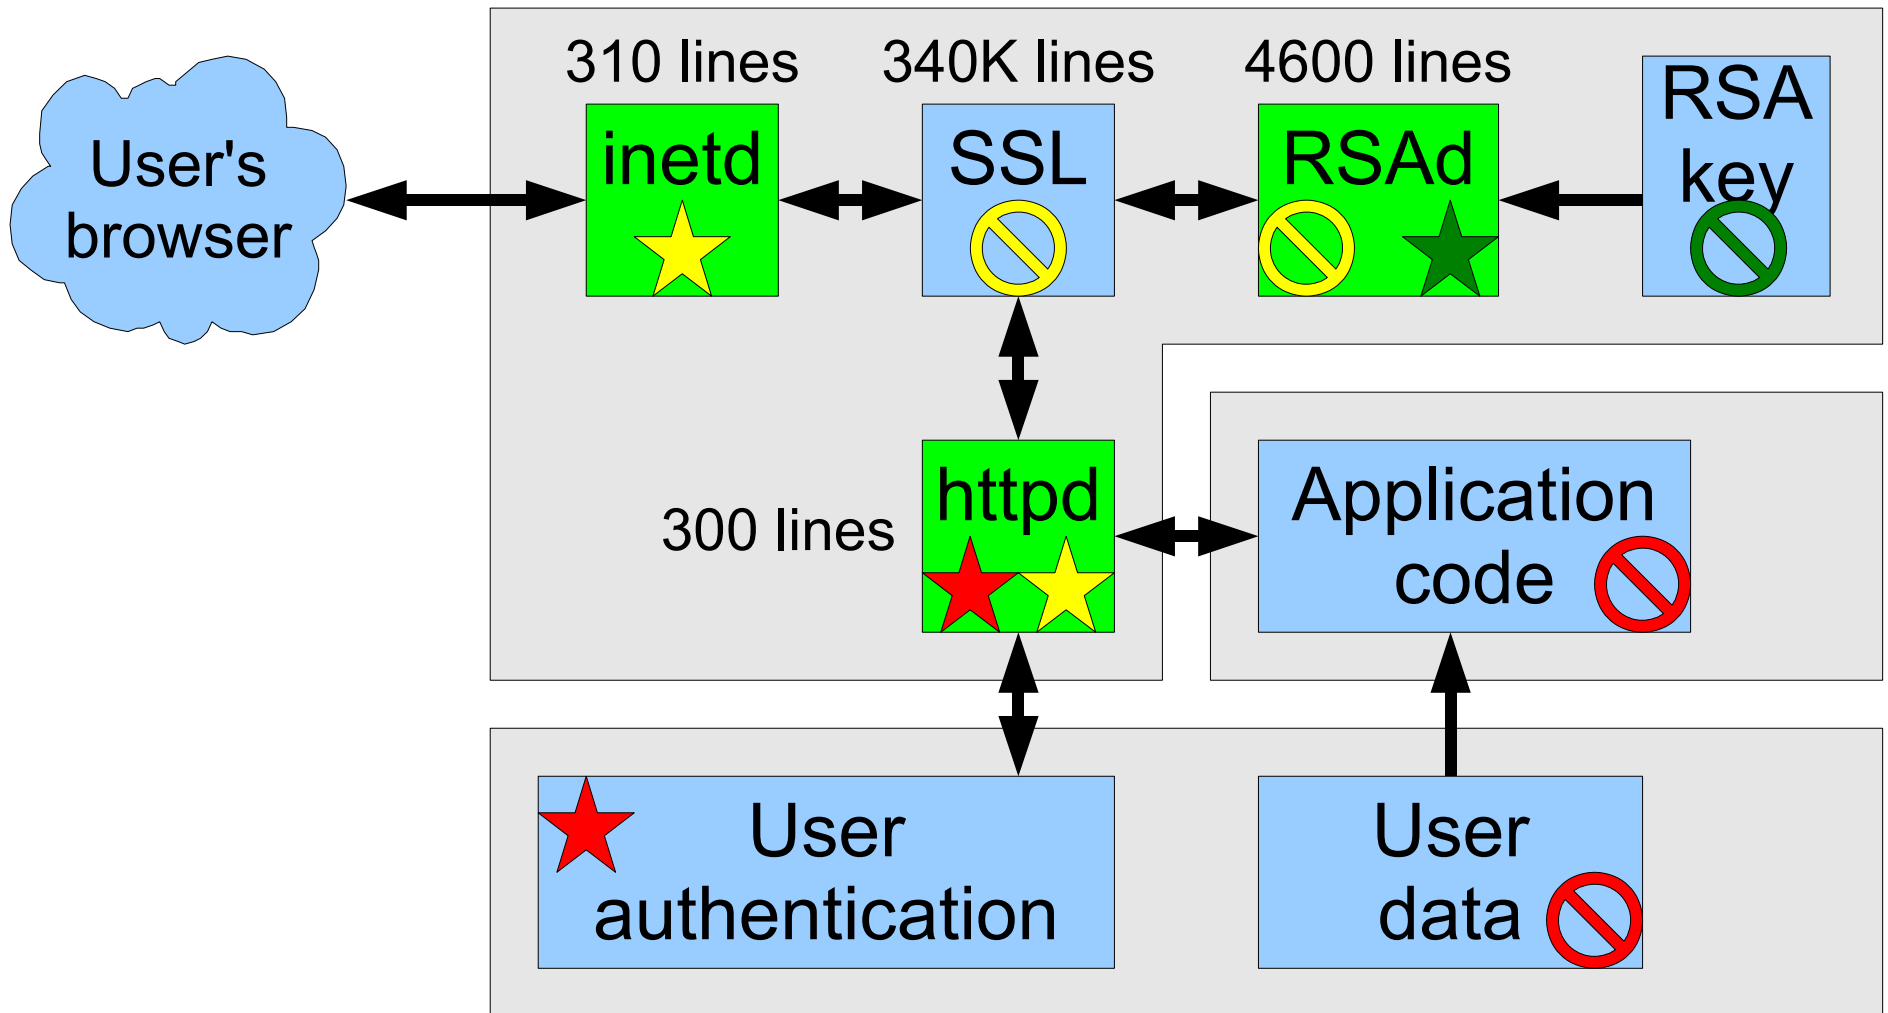 310 lines
340K lines
4600 lines
User's
browser
inetd
SSL
RSAd
RSA
key
300 lines
httpd
Application
code
User
authentication
User
data